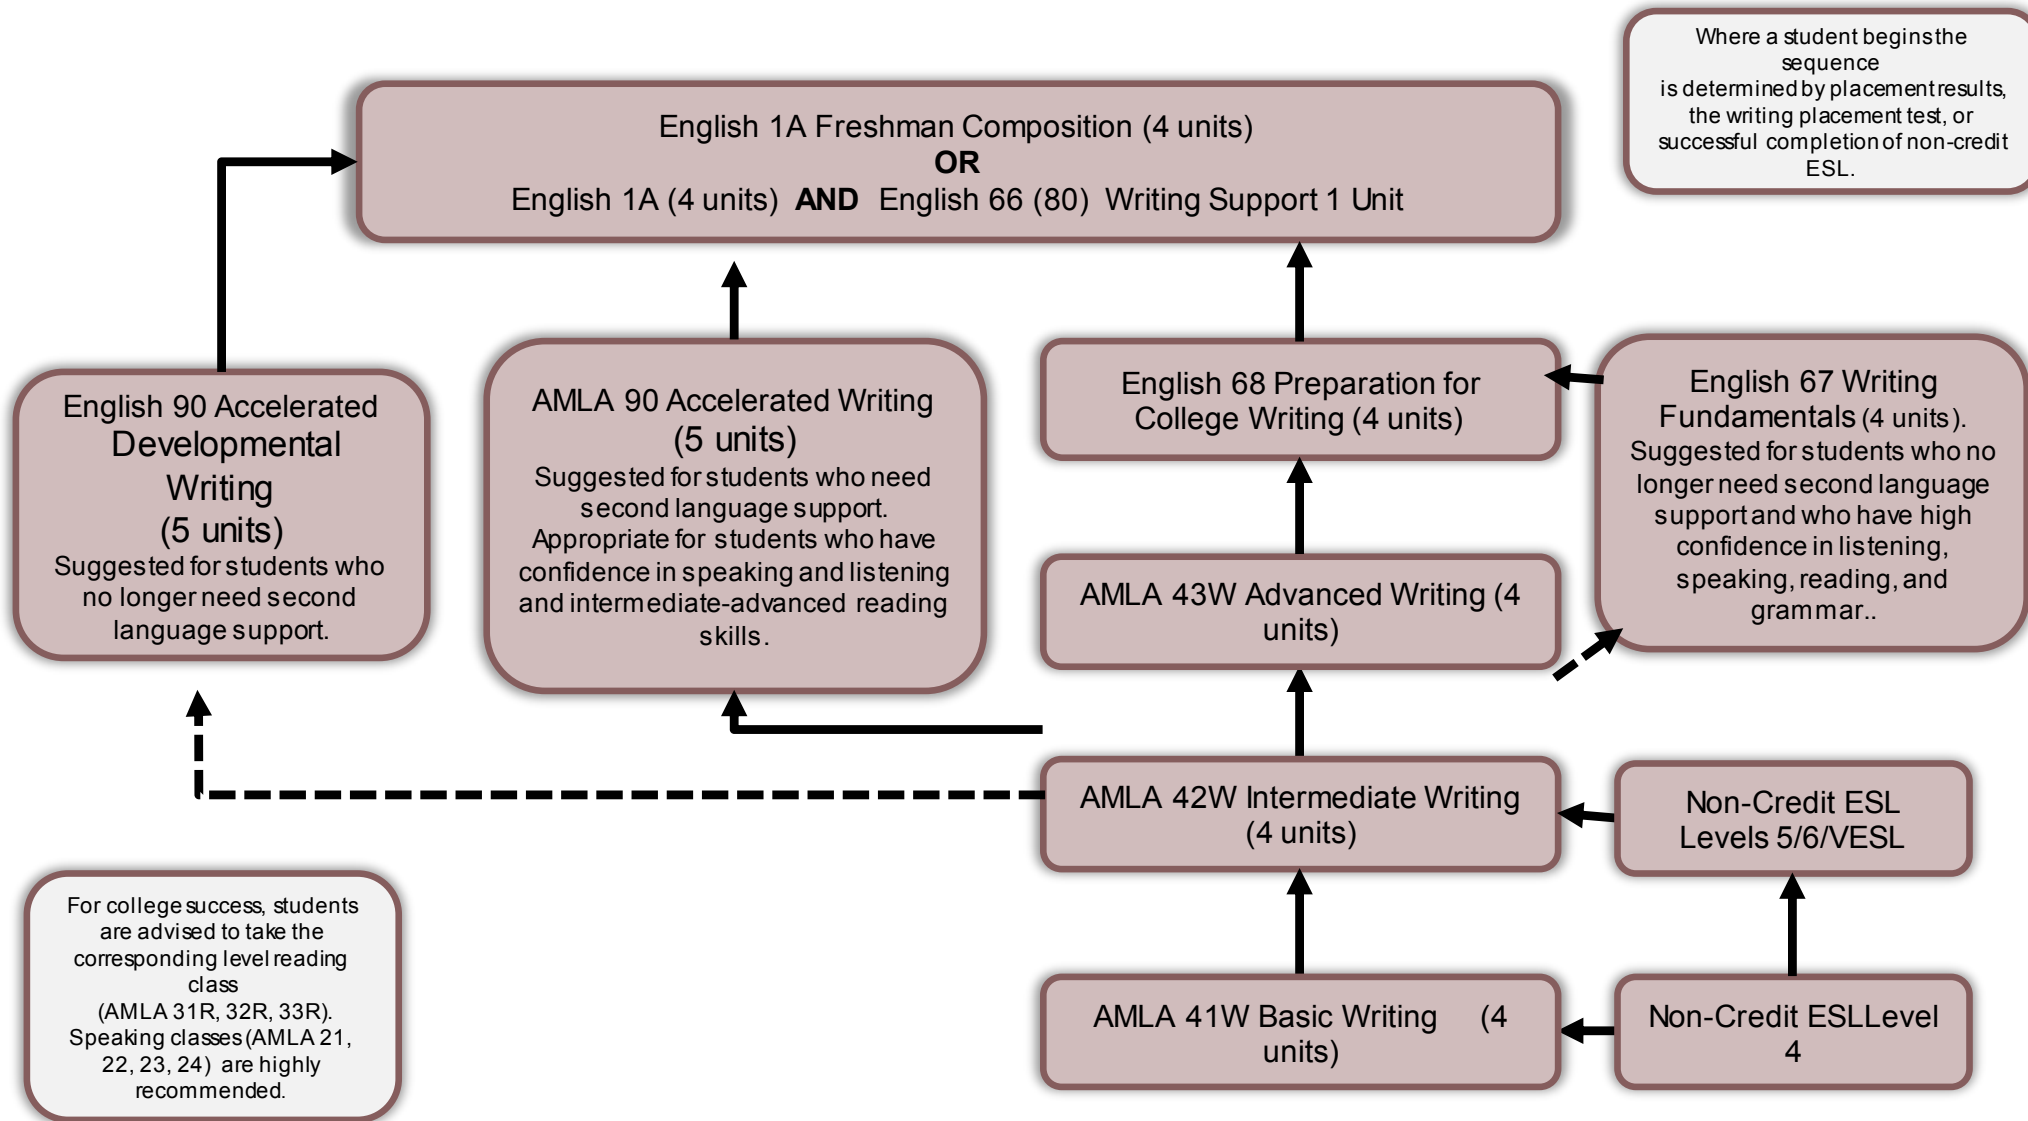 Where a student begins the
sequence
is determined by placement results,
the writing placement test, or
successful completion of non-credit
ESL.
English 1A Freshman Composition (4 units)
OR
English 1A (4 units) AND English 66 (80) Writing Support 1 Unit
English 90 Accelerated
Developmental
Writing
(5 units)
Suggested for students who
no longer need second
language support.
AMLA 90 Accelerated Writing
(5 units)
Suggested for students who need
second language support.
Appropriate for students who have
confidence in speaking and listening
and intermediate-advanced reading
skills.
English 68 Preparation for
College Writing (4 units)
English 67 Writing
Fundamentals (4 units).
Suggested for students who no
longer need second language
support and who have high
confidence in listening,
speaking, reading, and
grammar..
AMLA 43W Advanced Writing (4
units)
AMLA 42W Intermediate Writing
(4 units)
Non-Credit ESL
Levels 5/6/VESL
For college success, students
are advised to take the
corresponding level reading
class
(AMLA 31R, 32R, 33R).
Speaking classes (AMLA 21,
22, 23, 24) are highly
recommended.
AMLA 41W Basic Writing (4
units)
Non-Credit ESL Level
4